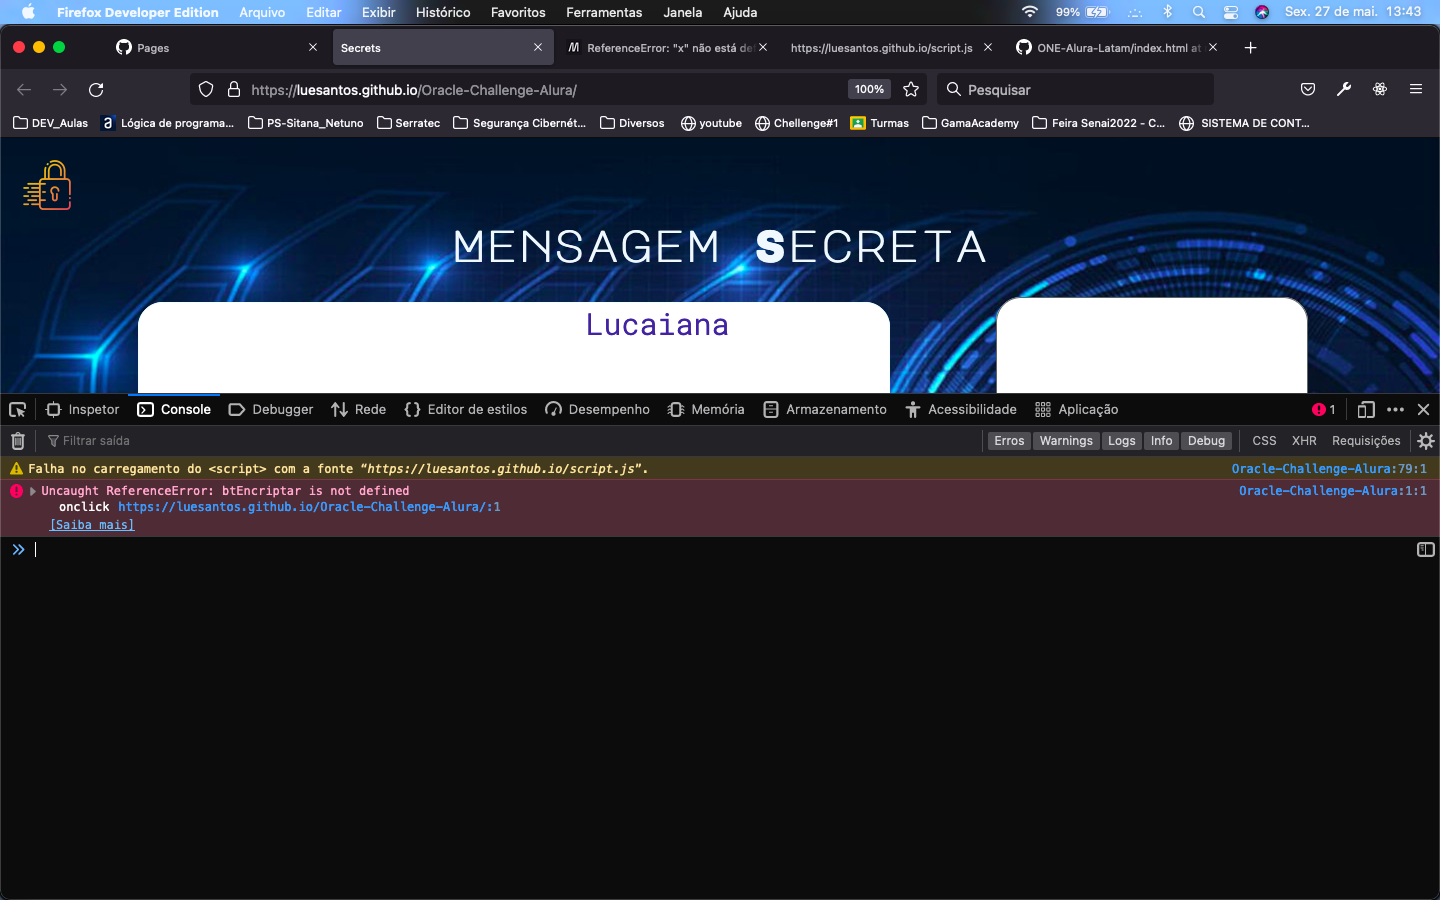 Firefox Developer Edition Arquivo Editar Exibir Histórico Favoritos Ferramentas Janela Ajuda 99% Sex. 27 de mai. 13:43
Pages Secrets ReferenceError: "x" não está de https://luesantos.github.io/script.js ONE-Alura-Latam/index.html at
https://luesantos.github.io/Oracle-Challenge-Alura/ 100% Pesquisar
DEV_Aulas Lógica de programa... PS-Sitana_Netuno Serratec Segurança Cibernét... Diversos youtube Chellenge#1 Turmas GamaAcademy Feira Senai2022 - C... SISTEMA DE CONT...
MENSAGEM SECRETA
Lucaiana
Inspetor Console Debugger Rede Editor de estilos Desempenho Memória Armazenamento Acessibilidade Aplicação 1
Filtrar saída Erros Warnings Logs Info Debug CSS XHR Requisições
Falha no carregamento do <script> com a fonte “https://luesantos.github.io/script.js”. Oracle-Challenge-Alura:79:1
Uncaught ReferenceError: btEncriptar is not defined Oracle-Challenge-Alura:1:1
onclick https://luesantos.github.io/Oracle-Challenge-Alura/:1
[Saiba mais]